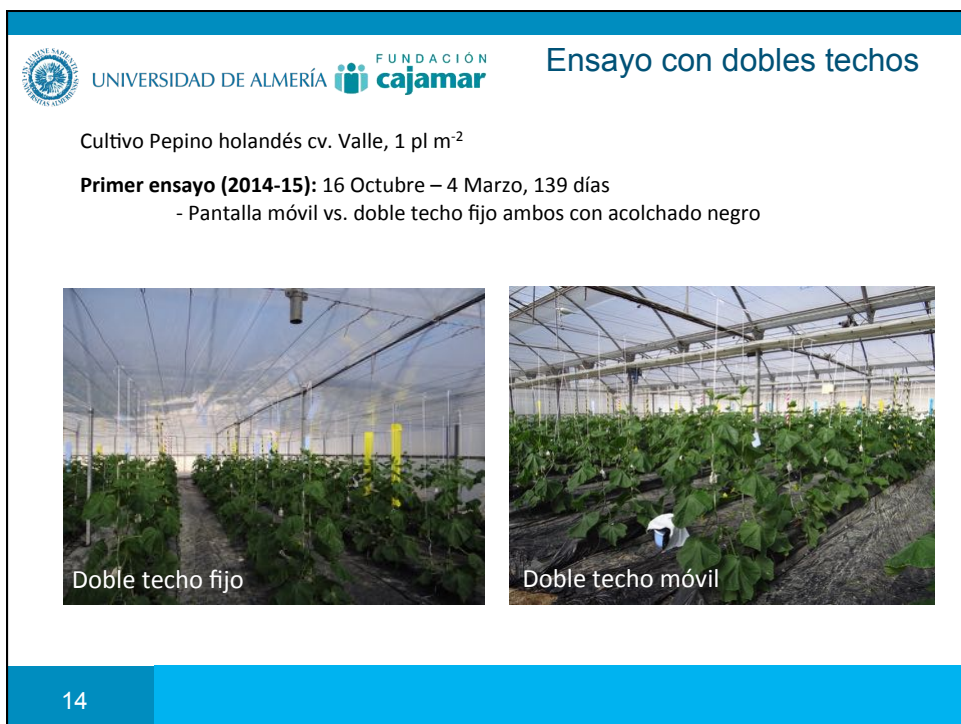 UNIVERSIDAD DE ALMERÍA
FUNDACIÓN
cajamar
Ensayo con dobles techos
Cultivo Pepino holandés cv. Valle, 1 pl m-2
Primer ensayo (2014-15): 16 Octubre – 4 Marzo, 139 días
- Pantalla móvil vs. doble techo fijo ambos con acolchado negro
Doble techo fijo
Doble techo móvil
14